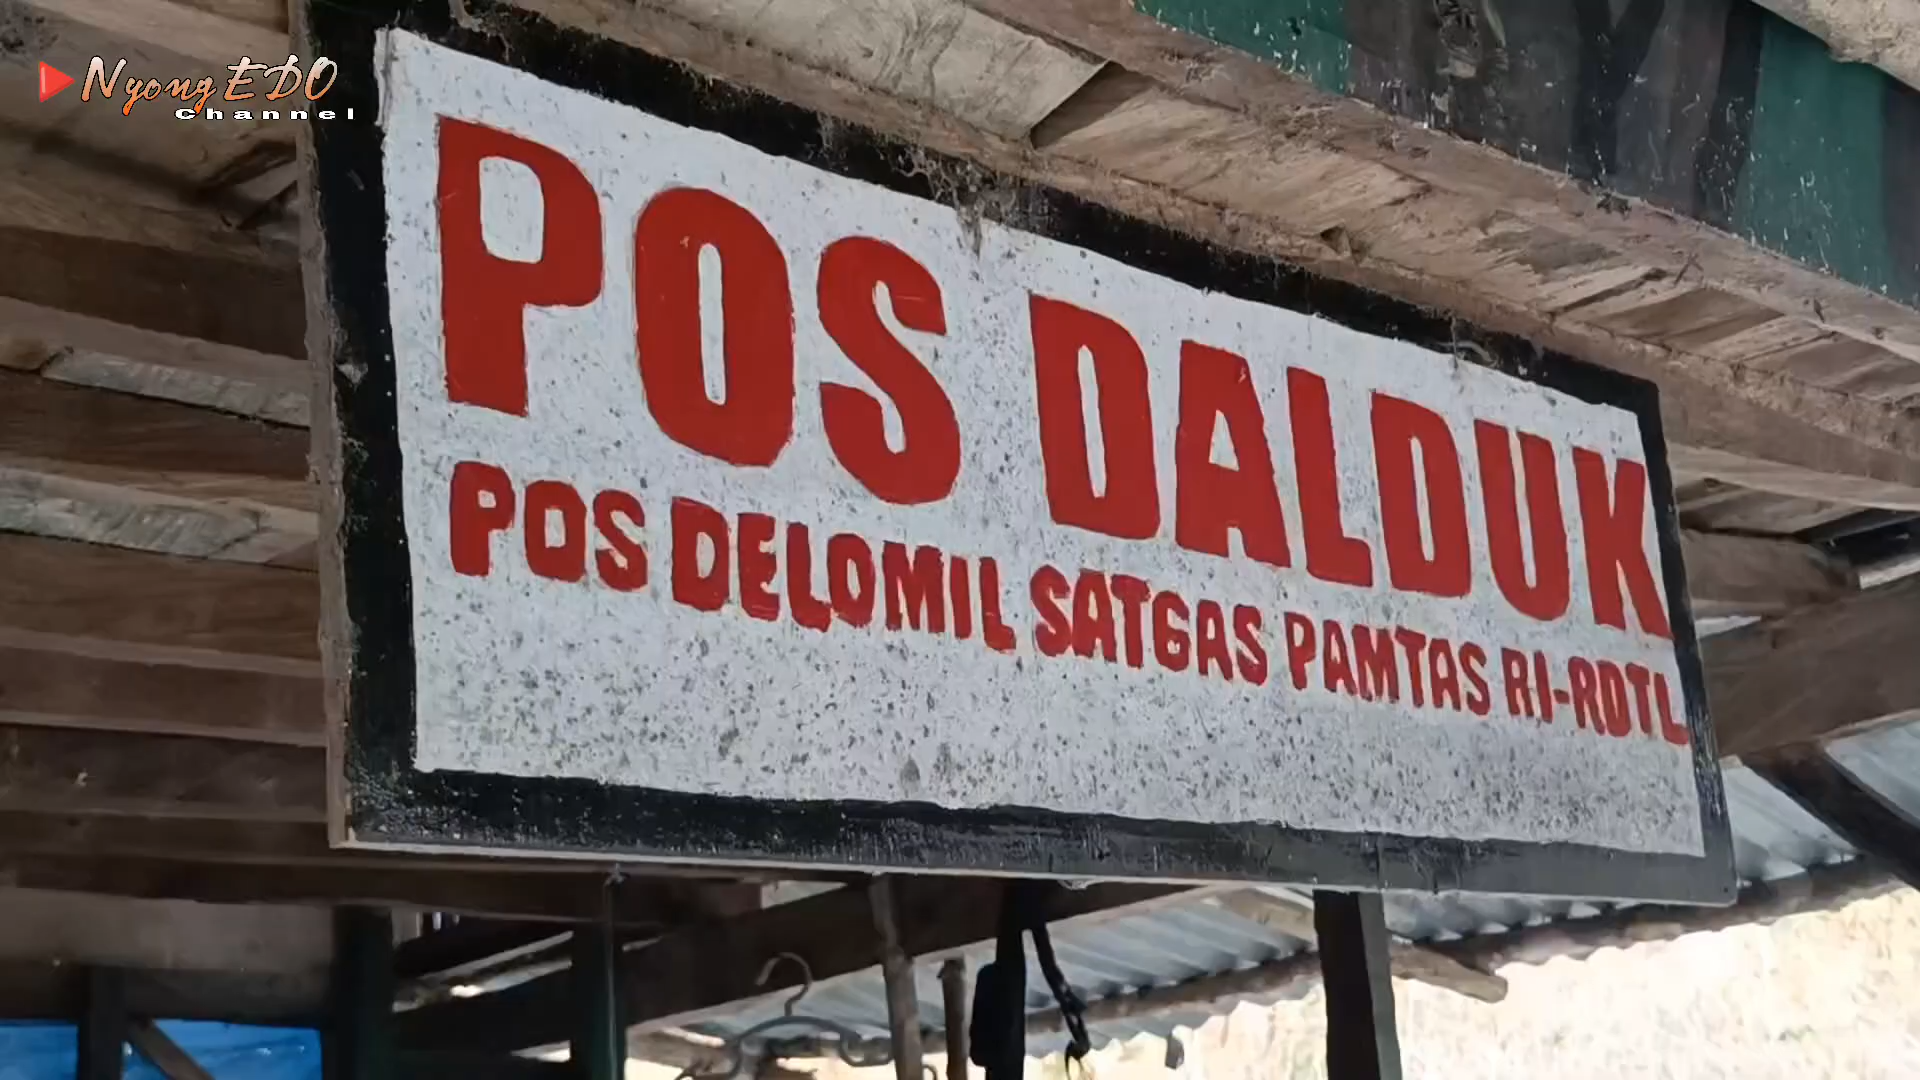 Nyong EDO
Channel
POS DALDUK
POS DELOMIL SATGAS PAMTAS RI-RDTL